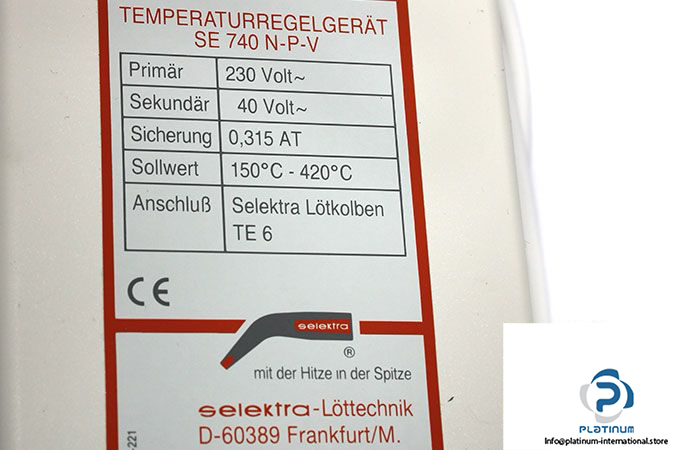 TEMPERATURREGELGERÄT
SE 740 N-P-V
Primär 230 Volt~
Sekundär 40 Volt~
Sicherung 0,315 AT
Sollwert 150°C - 420°C
Anschluß Selektra Lötkolben
TE 6
CE
selektra
®
mit der Hitze in der Spitze
selektra-Löttechnik
D-60389 Frankfurt/M.
-221
PLATINUM
Info@platinum-international.store